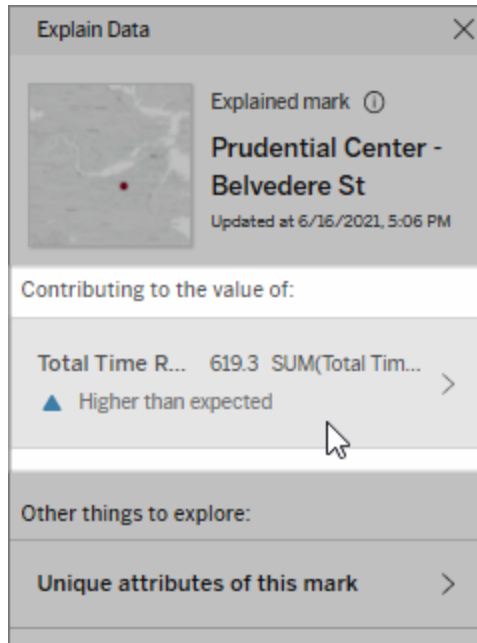 Explain Data
Explained mark
Prudential Center -
Belvedere St
Updated at 6/16/2021, 5:06 PM
Contributing to the value of:
Total Time R... 619.3 SUM(Total Tim...
Higher than expected
Other things to explore:
Unique attributes of this mark